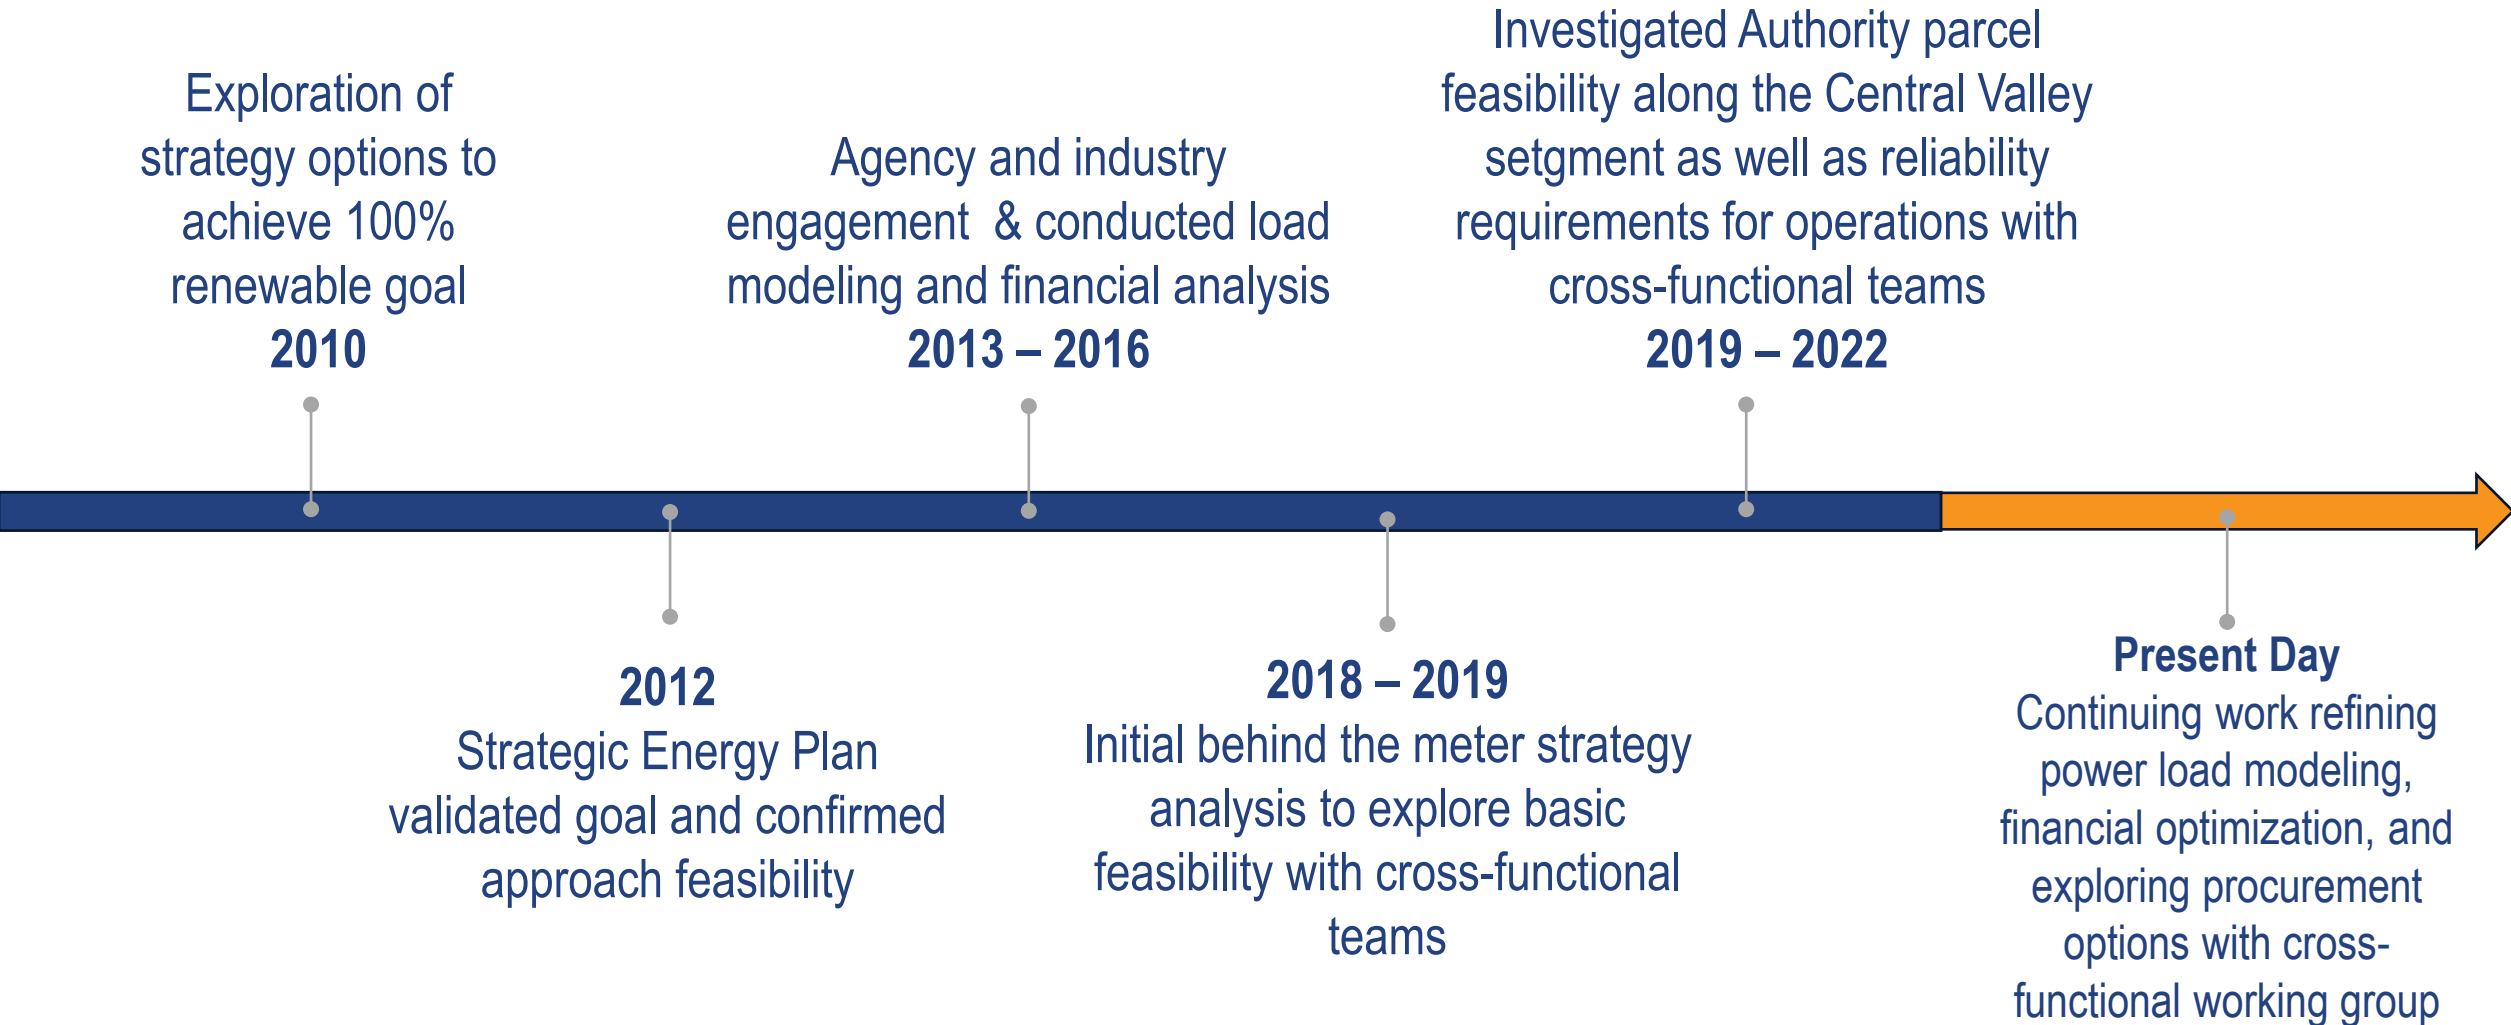 Exploration of
strategy options to
achieve 100%
renewable goal
2010
2012
Strategic Energy Plan
validated goal and confirmed
approach feasibility
Agency and industry
engagement  & conducted load
modeling and financial analysis
2013 – 2016
2018 – 2019
Initial behind the meter strategy
analysis to explore basic
feasibility with cross-functional
teams
Investigated Authority parcel
feasibility along the Central Valley
setgment as well as reliability
requirements for operations with
cross-functional teams
2019 – 2022
Present Day
Continuing work refining
power load modeling,
financial optimization, and
exploring procurement
options with cross-
functional working group